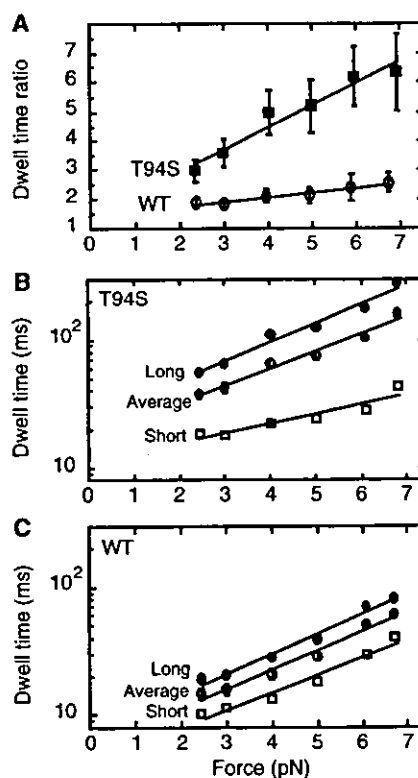 A
Dwell time ratio
7
6
5
4
3
2
1
T94S
WT
0 1 2 3 4 5 6 7
B
T94S
Dwell time (ms)
10²
10
Long
Average
Short
0 1 2 3 4 5 6 7
C
WT
Dwell time (ms)
10²
10
Long
Average
Short
0 1 2 3 4 5 6 7
Force (pN)